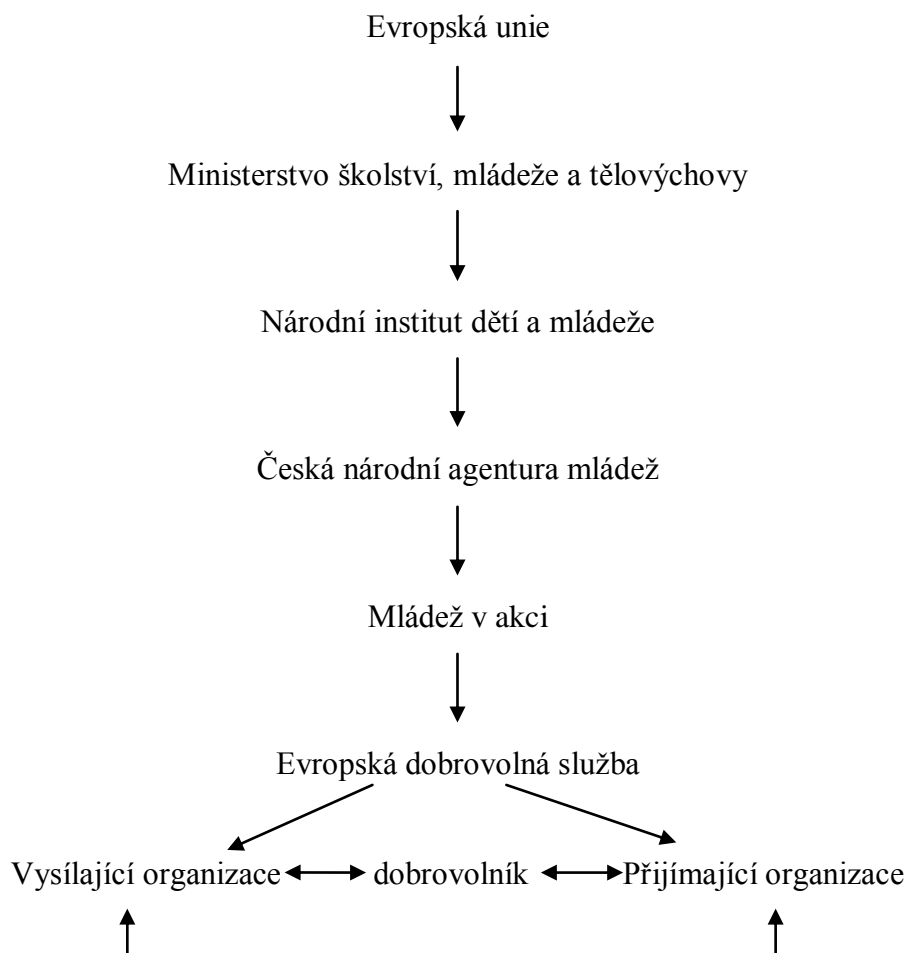 Evropská unie
Ministerstvo školství, mládeže a tělovýchovy
Národní institut dětí a mládeže
Česká národní agentura mládež
Mládež v akci
Evropská dobrovolná služba
Vysílající organizace dobrovolník Přijímající organizace